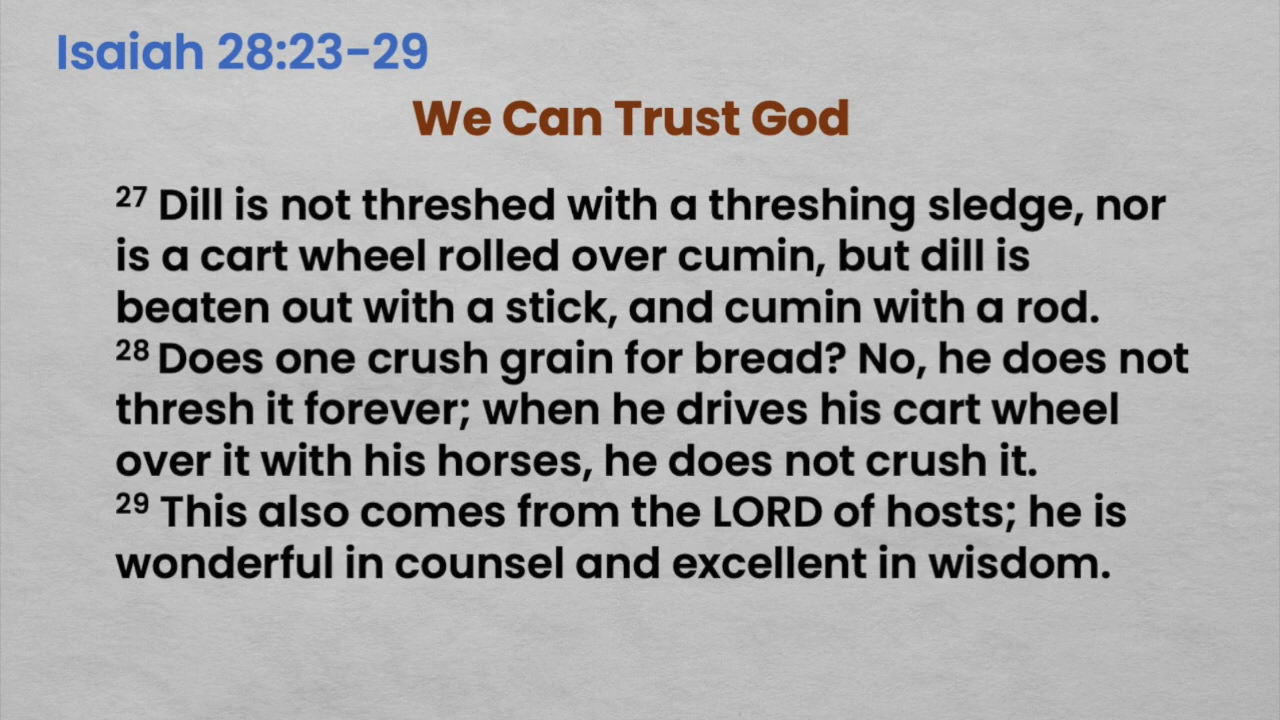 Isaiah 28:23-29
We Can Trust God
27 Dill is not threshed with a threshing sledge, nor
is a cart wheel rolled over cumin, but dill is
beaten out with a stick, and cumin with a rod.
28 Does one crush grain for bread? No, he does not
thresh it forever; when he drives his cart wheel
over it with his horses, he does not crush it.
29 This also comes from the LORD of hosts; he is
wonderful in counsel and excellent in wisdom.